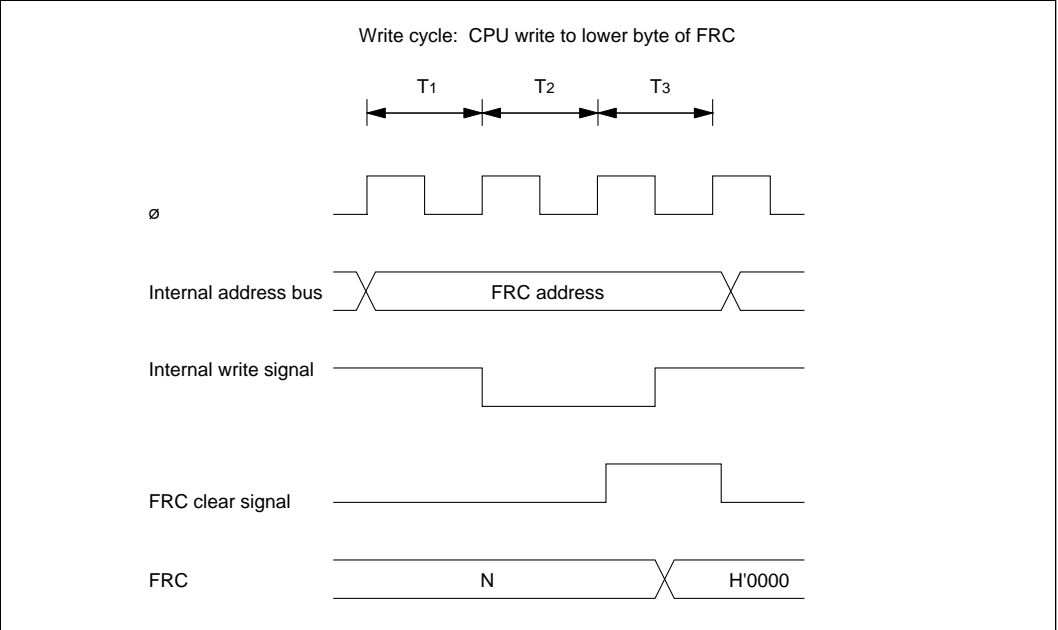 Write cycle: CPU write to lower byte of FRC
T1 T2 T3
ø
Internal address bus FRC address
Internal write signal
FRC clear signal
FRC N H'0000